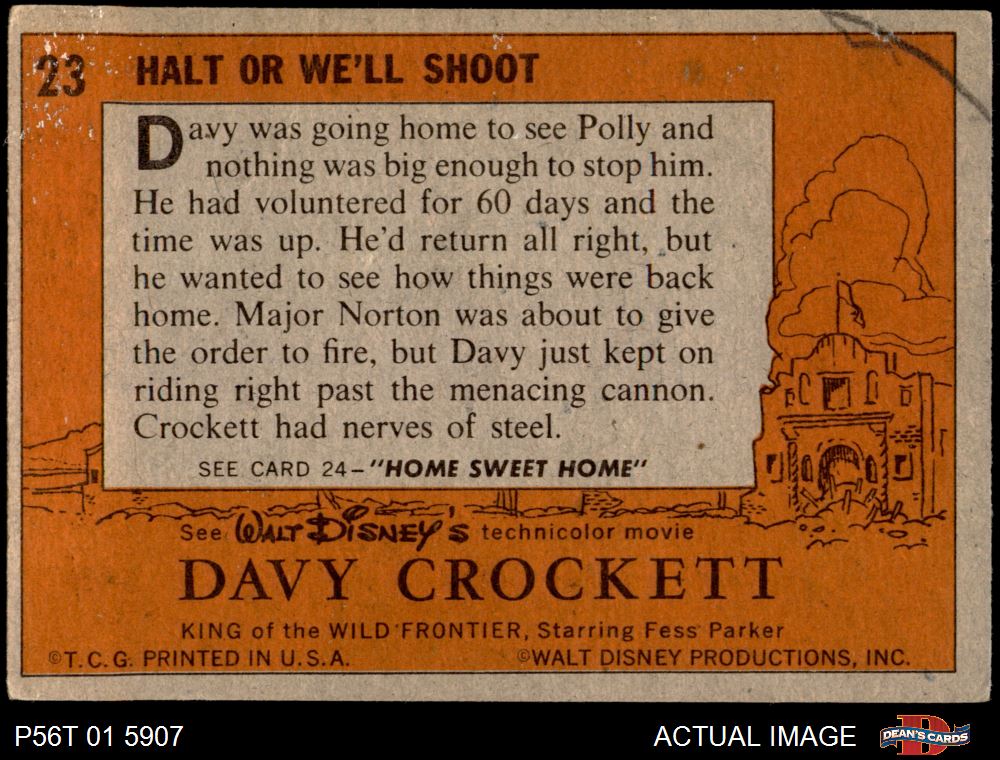 23 HALT OR WE'LL SHOOT
Davy was going home to see Polly and
nothing was big enough to stop him.
He had voluntered for 60 days and the
time was up. He'd return all right, but
he wanted to see how things were back
home. Major Norton was about to give
the order to fire, but Davy just kept on
riding right past the menacing cannon.
Crockett had nerves of steel.
SEE CARD 24–"HOME SWEET HOME"
See WALT DISNEY'S technicolor movie
DAVY CROCKETT
KING of the WILD FRONTIER, Starring Fess Parker
©T.C.G. PRINTED IN U.S.A. ©WALT DISNEY PRODUCTIONS, INC.
P56T 01 5907 ACTUAL IMAGE DEAN'S CARDS